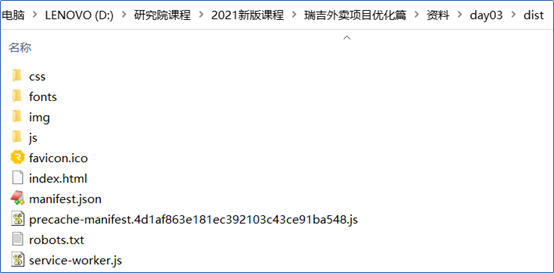 电脑 > LENOVO (D:) > 研究院课程 > 2021新版课程 > 瑞吉外卖项目优化篇 > 资料 > day03 > dist
名称
css
fonts
img
js
favicon.ico
index.html
manifest.json
precache-manifest.4d1af863e181ec392103c43ce91ba548.js
robots.txt
service-worker.js